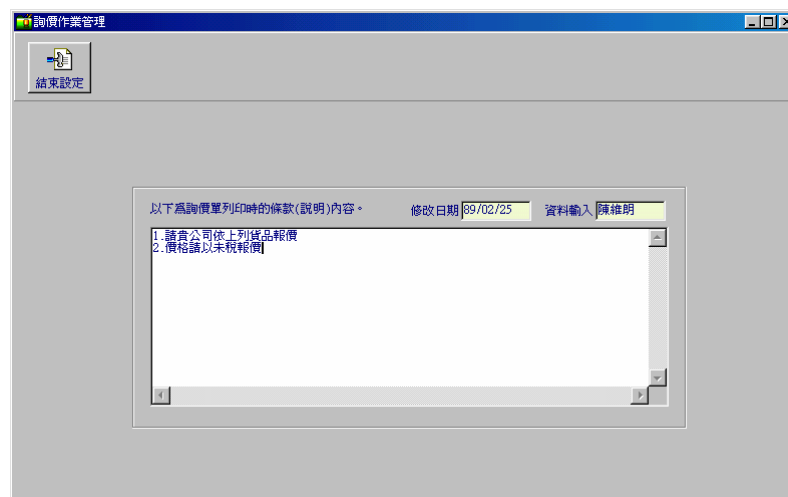 詢價作業管理
結束設定
以下為詢價單列印時的條款(說明)內容。 修改日期 89/02/25 資料輸入 陳維朗
1.請貴公司依上列貨品報價
2.價格請以未稅報價